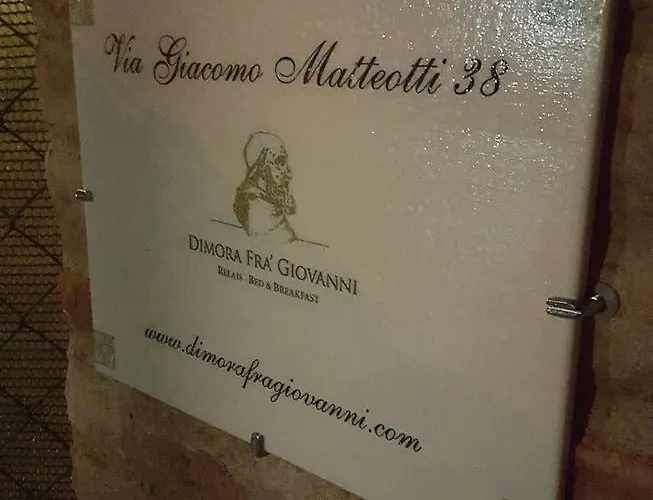 Via Giacomo Matteotti 38
DIMORA FRA' GIOVANNI
RELAIS BED & BREAKFAST
www.dimorafragiovanni.com